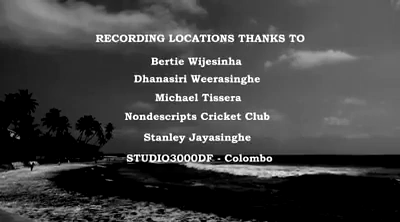 RECORDING LOCATIONS THANKS TO
Bertie Wijesinha
Dhanasiri Weerasinghe
Michael Tissera
Nondescripts Cricket Club
Stanley Jayasinghe
STUDIO3000DF - Colombo